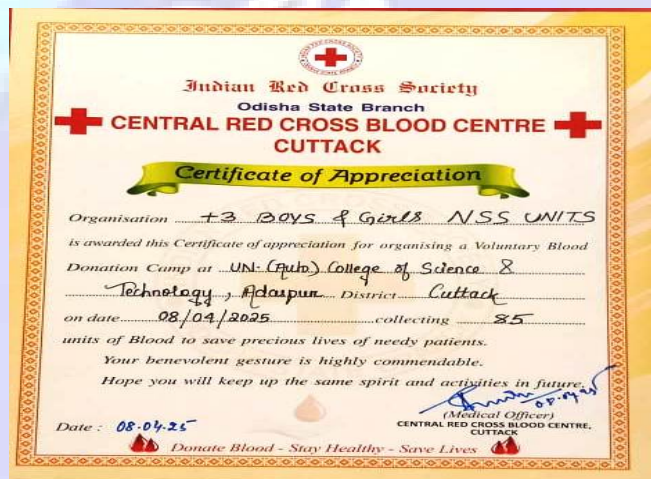 Indian Red Cross Society
Odisha State Branch
CENTRAL RED CROSS BLOOD CENTRE
CUTTACK
Certificate of Appreciation
Organisation +3 Boys & Girls NSS UNITS
is awarded this Certificate of appreciation for organising a Voluntary Blood
Donation Camp at UN. (Auto) College of Science &
Technology, Adaspur District Cuttack
on date 08/04/2025 collecting 85
units of Blood to save precious lives of needy patients.
Your benevolent gesture is highly commendable.
Hope you will keep up the same spirit and activities in future.
08.04.25
(Medical Officer)
Date : 08.04.25
CENTRAL RED CROSS BLOOD CENTRE,
CUTTACK
Donate Blood - Stay Healthy - Save Lives